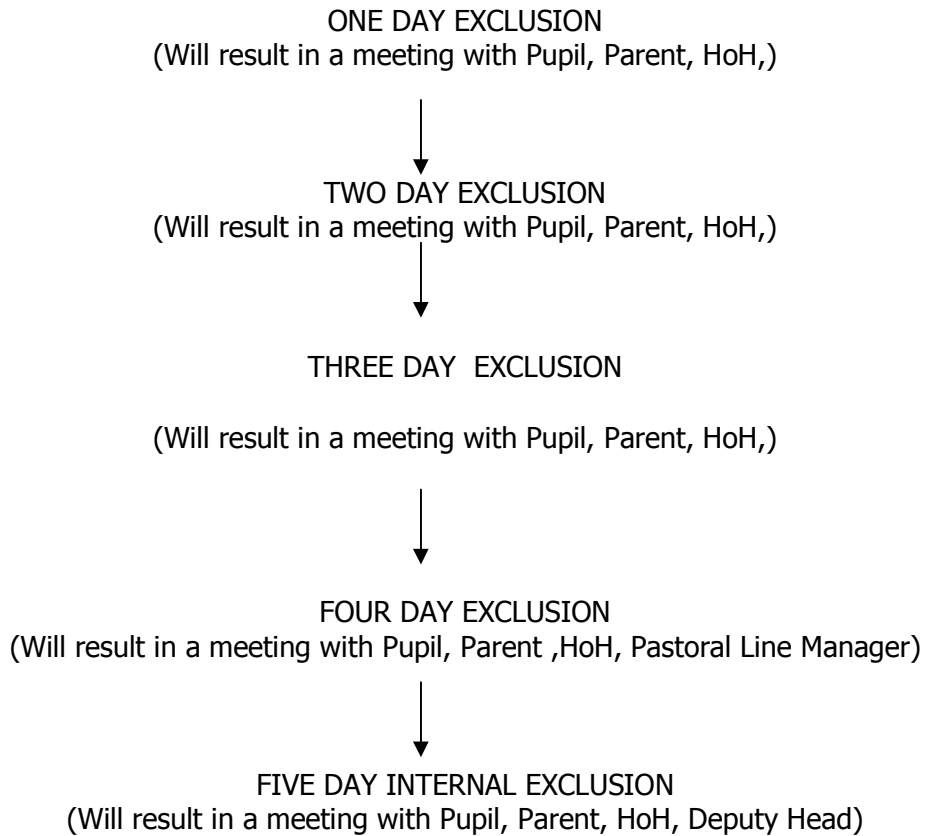 ONE DAY EXCLUSION
(Will result in a meeting with Pupil, Parent, HoH,)
TWO DAY EXCLUSION
(Will result in a meeting with Pupil, Parent, HoH,)
THREE DAY  EXCLUSION
(Will result in a meeting with Pupil, Parent, HoH,)
FOUR DAY EXCLUSION
(Will result in a meeting with Pupil, Parent ,HoH, Pastoral Line Manager)
FIVE DAY INTERNAL EXCLUSION
(Will result in a meeting with Pupil, Parent, HoH, Deputy Head)